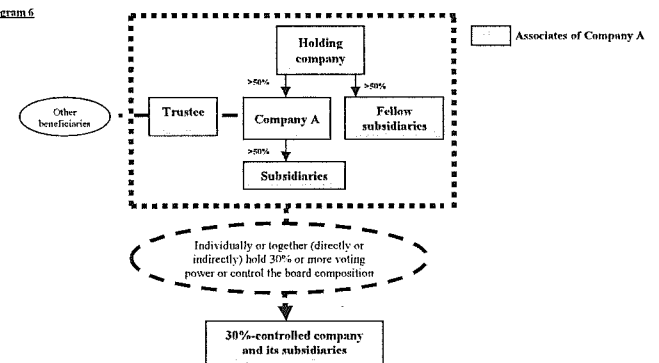 gram 6
Associates of Company A
Holding
company
>50%
>50%
Other
beneficiaries
Trustee
Company A
Fellow
subsidiaries
>50%
Subsidiaries
Individually or together (directly or
indirectly) hold 30% or more voting
power or control the board composition
30%-controlled company
and its subsidiaries